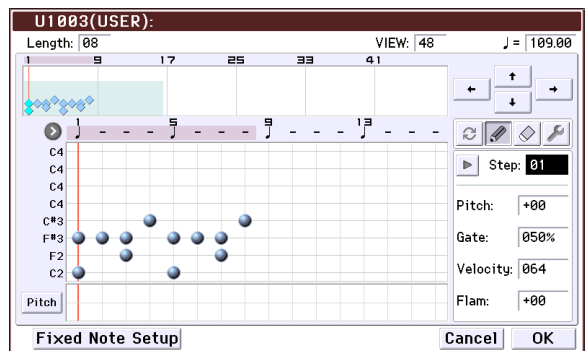 U1003(USER):
Length: 08 VIEW: 48 ♩= 109.00
1 9 17 25 33 41
1 5 9 13
Step: 01
C4
C4
C4
C4
C#3
F#3
F2
C2
Pitch: +00
Gate: 050%
Velocity: 064
Flam: +00
Pitch
Fixed Note Setup Cancel OK